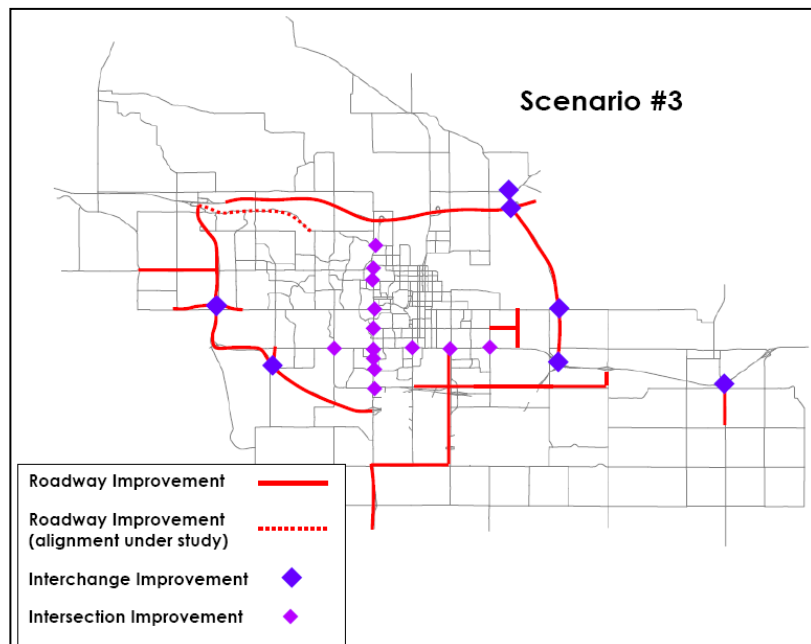 Scenario #3
Roadway Improvement
Roadway Improvement
(alignment under study)
Interchange Improvement
Intersection Improvement